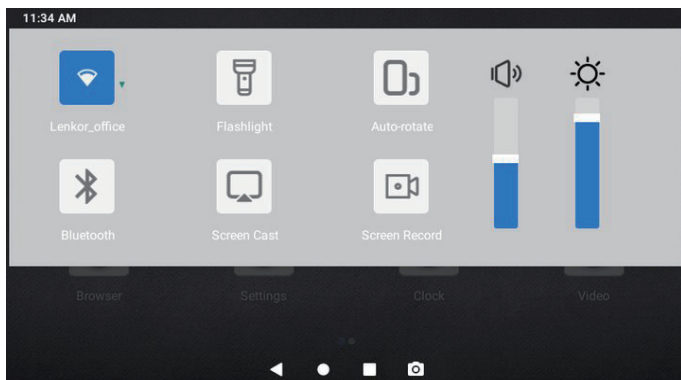 11:34 AM
Lenkor_office
Flashlight
Auto-rotate
Bluetooth
Screen Cast
Screen Record
Browser
Settings
Clock
Video